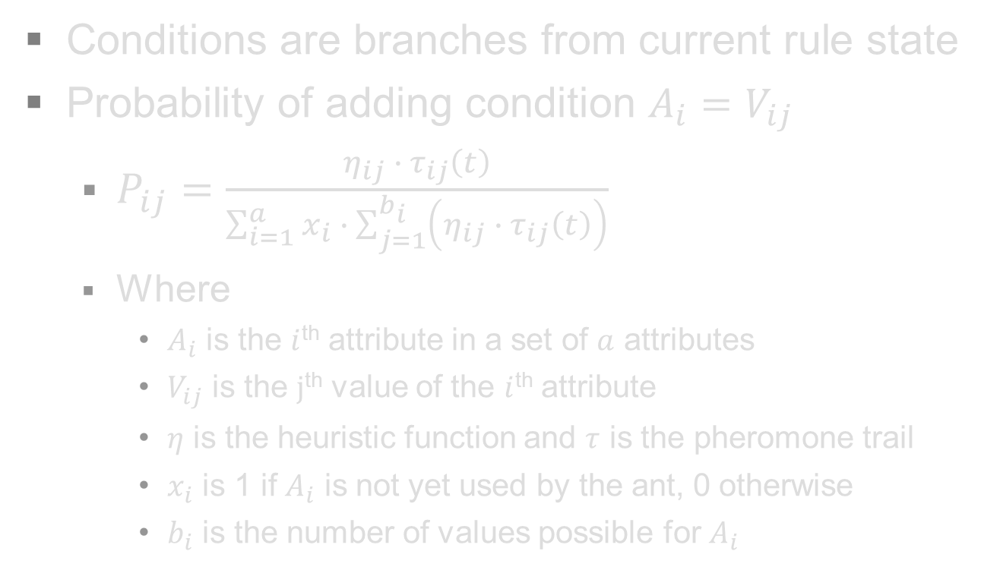 ▪ Conditions are branches from current rule state
▪ Probability of adding condition $A_i = V_{ij}$
▪ $P_{ij} = \frac{\eta_{ij} \cdot \tau_{ij}(t)}{\sum_{i=1}^{a} x_i \cdot \sum_{j=1}^{b_i} \left( \eta_{ij} \cdot \tau_{ij}(t) \right)}$
▪ Where
• $A_i$ is the $i^{\text{th}}$ attribute in a set of $a$ attributes
• $V_{ij}$ is the j$^{\text{th}}$ value of the $i^{\text{th}}$ attribute
• $\eta$ is the heuristic function and $\tau$ is the pheromone trail
• $x_i$ is 1 if $A_i$ is not yet used by the ant, 0 otherwise
• $b_i$ is the number of values possible for $A_i$